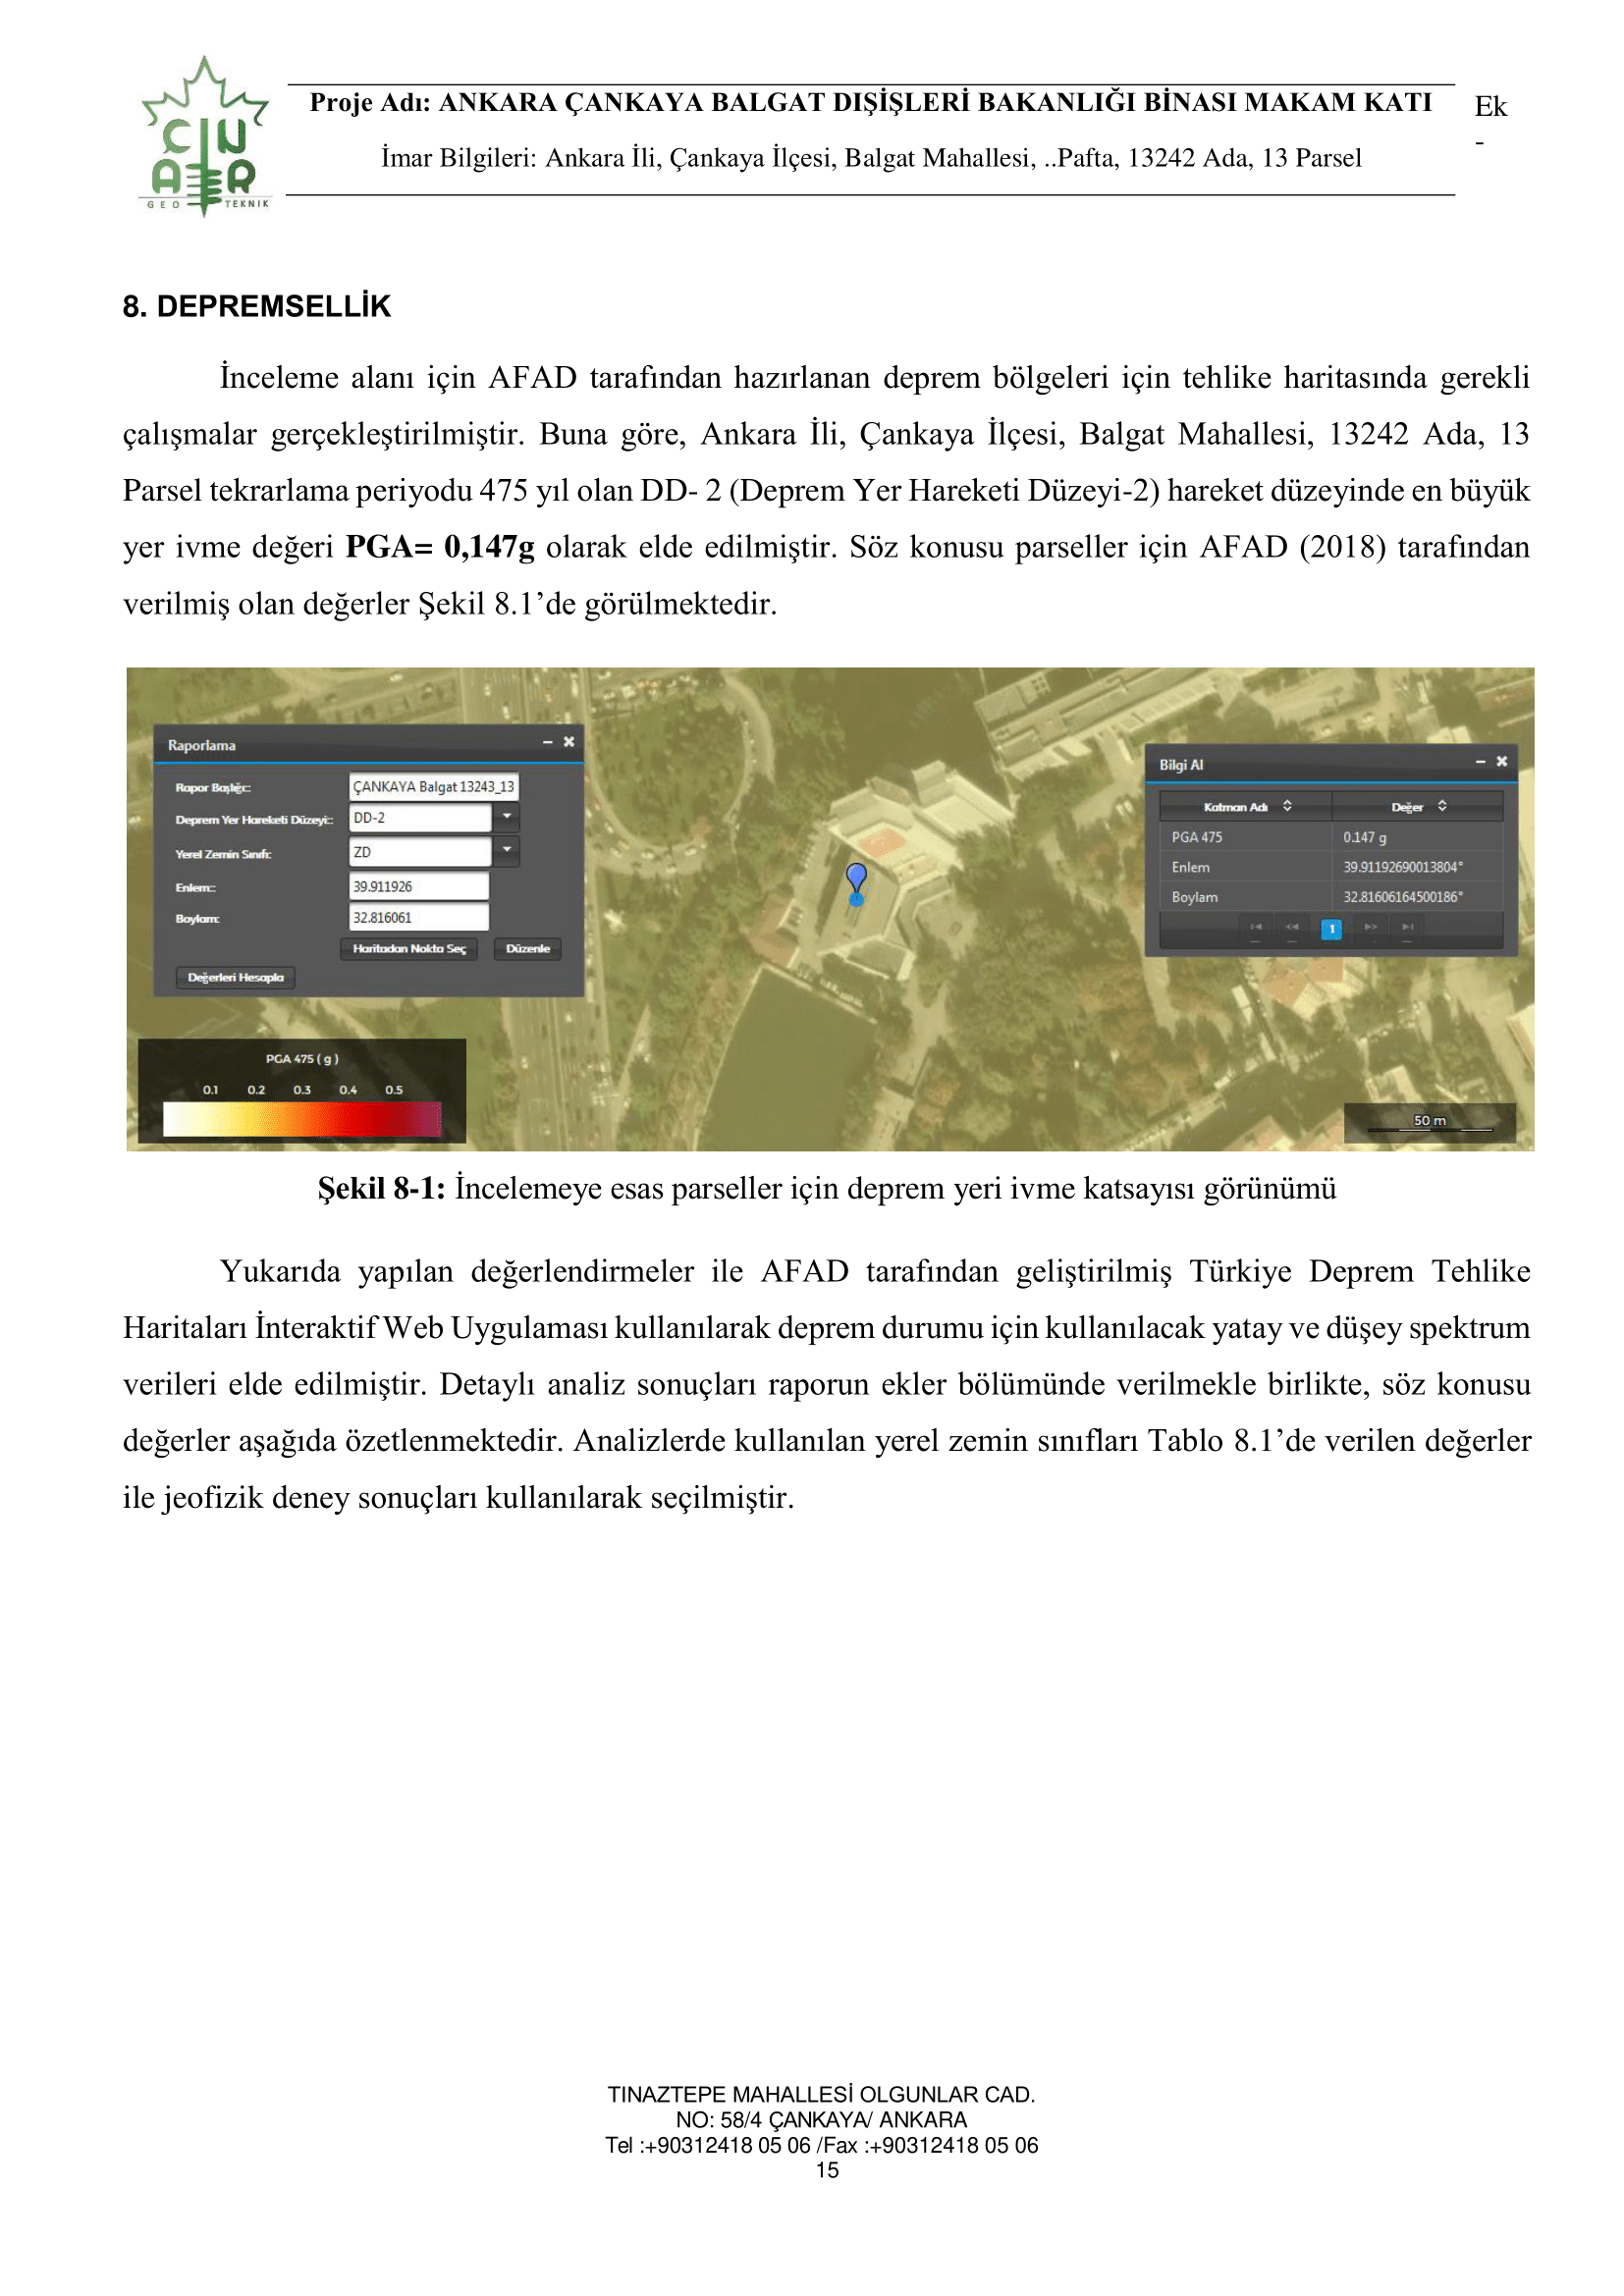 ÇINAR
GEO TEKNIK
Proje Adı: ANKARA ÇANKAYA BALGAT DIŞİŞLERİ BAKANLIĞI BİNASI MAKAM KATI
İmar Bilgileri: Ankara İli, Çankaya İlçesi, Balgat Mahallesi, ..Pafta, 13242 Ada, 13 Parsel
Ek
-
8. DEPREMSELLİK
İnceleme alanı için AFAD tarafından hazırlanan deprem bölgeleri için tehlike haritasında gerekli
çalışmalar gerçekleştirilmiştir. Buna göre, Ankara İli, Çankaya İlçesi, Balgat Mahallesi, 13242 Ada, 13
Parsel tekrarlama periyodu 475 yıl olan DD- 2 (Deprem Yer Hareketi Düzeyi-2) hareket düzeyinde en büyük
yer ivme değeri PGA= 0,147g olarak elde edilmiştir. Söz konusu parseller için AFAD (2018) tarafından
verilmiş olan değerler Şekil 8.1’de görülmektedir.
Raporlama
Rapor Başlığı::
ÇANKAYA Balgat 13243_13
Deprem Yer Hareketi Düzeyi::
DD-2
Yerel Zemin Sınıfı:
ZD
Enlem::
39.911926
Boylam:
32.816061
Haritadan Nokta Seç
Düzenle
Değerleri Hesapla
Bilgi Al
Katman Adı
Değer
PGA 475
0.147 g
Enlem
39.91192690013804°
Boylam
32.81606164500186°
1
PGA 475 ( g )
0.1 0.2 0.3 0.4 0.5
50 m
Şekil 8-1: İncelemeye esas parseller için deprem yeri ivme katsayısı görünümü
Yukarıda yapılan değerlendirmeler ile AFAD tarafından geliştirilmiş Türkiye Deprem Tehlike
Haritaları İnteraktif Web Uygulaması kullanılarak deprem durumu için kullanılacak yatay ve düşey spektrum
verileri elde edilmiştir. Detaylı analiz sonuçları raporun ekler bölümünde verilmekle birlikte, söz konusu
değerler aşağıda özetlenmektedir. Analizlerde kullanılan yerel zemin sınıfları Tablo 8.1’de verilen değerler
ile jeofizik deney sonuçları kullanılarak seçilmiştir.
TINAZTEPE MAHALLESİ OLGUNLAR CAD.
NO: 58/4 ÇANKAYA/ ANKARA
Tel :+90312418 05 06 /Fax :+90312418 05 06
15